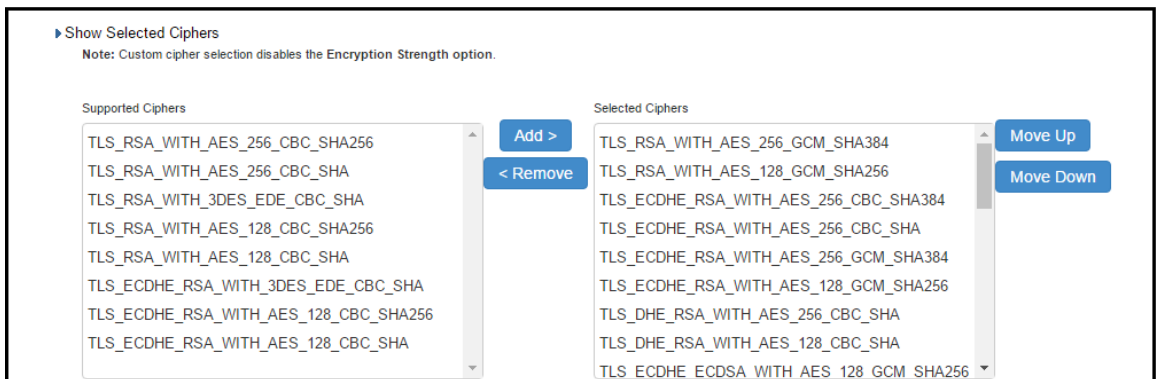 Show Selected Ciphers
Note: Custom cipher selection disables the Encryption Strength option.
Supported Ciphers
TLS_RSA_WITH_AES_256_CBC_SHA256
TLS_RSA_WITH_AES_256_CBC_SHA
TLS_RSA_WITH_3DES_EDE_CBC_SHA
TLS_RSA_WITH_AES_128_CBC_SHA256
TLS_RSA_WITH_AES_128_CBC_SHA
TLS_ECDHE_RSA_WITH_3DES_EDE_CBC_SHA
TLS_ECDHE_RSA_WITH_AES_128_CBC_SHA256
TLS_ECDHE_RSA_WITH_AES_128_CBC_SHA
Add >
< Remove
Selected Ciphers
TLS_RSA_WITH_AES_256_GCM_SHA384
TLS_RSA_WITH_AES_128_GCM_SHA256
TLS_ECDHE_RSA_WITH_AES_256_CBC_SHA384
TLS_ECDHE_RSA_WITH_AES_256_CBC_SHA
TLS_ECDHE_RSA_WITH_AES_256_GCM_SHA384
TLS_ECDHE_RSA_WITH_AES_128_GCM_SHA256
TLS_DHE_RSA_WITH_AES_256_CBC_SHA
TLS_DHE_RSA_WITH_AES_128_CBC_SHA
TLS_ECDHE_ECDSA_WITH_AES_128_GCM_SHA256
Move Up
Move Down